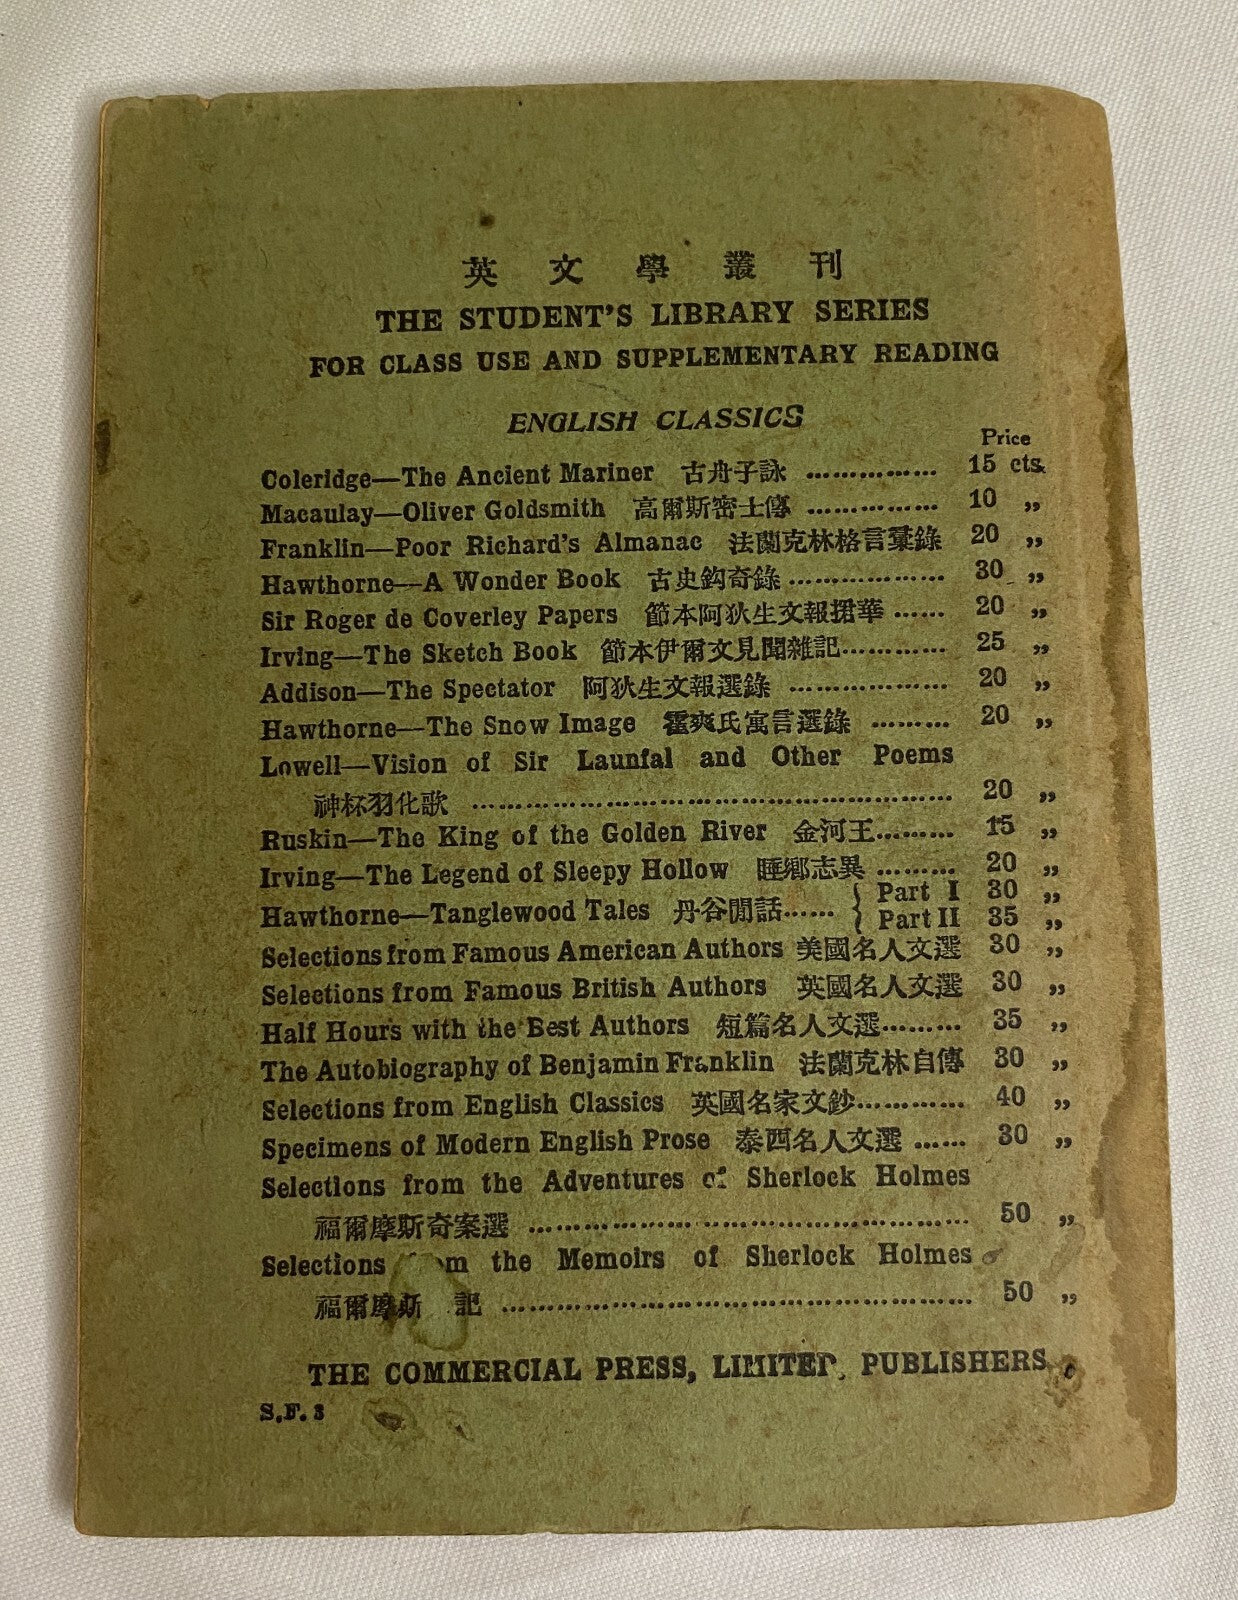 英文學叢刊
THE STUDENT'S LIBRARY SERIES
FOR CLASS USE AND SUPPLEMENTARY READING
ENGLISH CLASSICS
Price
Coleridge—The Ancient Mariner 古舟子詠 ............... 15 cts.
Macaulay—Oliver Goldsmith 高爾斯密士傳 ............... 10 ,,
Franklin—Poor Richard's Almanac 法蘭克林格言彙錄 20 ,,
Hawthorne—A Wonder Book 古史鈎奇錄 .................. 30 ,,
Sir Roger de Coverley Papers 節本阿狄生文報捃華 ...... 20 ,,
Irving—The Sketch Book 節本伊爾文見聞雜記............ 25 ,,
Addison—The Spectator 阿狄生文報選錄 .................. 20 ,,
Hawthorne—The Snow Image 霍爽氏寓言選錄 ......... 20 ,,
Lowell—Vision of Sir Launfal and Other Poems
神杯羽化歌 ...................................................... 20 ,,
Ruskin—The King of the Golden River 金河王......... 15 ,,
Irving—The Legend of Sleepy Hollow 睡鄉志異 ......... 20 ,,
Hawthorne—Tanglewood Tales 丹谷閒話...... { Part I 30 ,,
{ Part II 35 ,,
Selections from Famous American Authors 美國名人文選 30 ,,
Selections from Famous British Authors 英國名人文選 30 ,,
Half Hours with the Best Authors 短篇名人文選......... 35 ,,
The Autobiography of Benjamin Franklin 法蘭克林自傳 30 ,,
Selections from English Classics 英國名家文鈔............ 40 ,,
Specimens of Modern English Prose 泰西名人文選 ...... 30 ,,
Selections from the Adventures of Sherlock Holmes
福爾摩斯奇案選 ................................................ 50 ,,
Selections from the Memoirs of Sherlock Holmes
福爾摩斯 記 ................................................... 50 ,,
THE COMMERCIAL PRESS, LIMITED, PUBLISHERS
S.F. 3